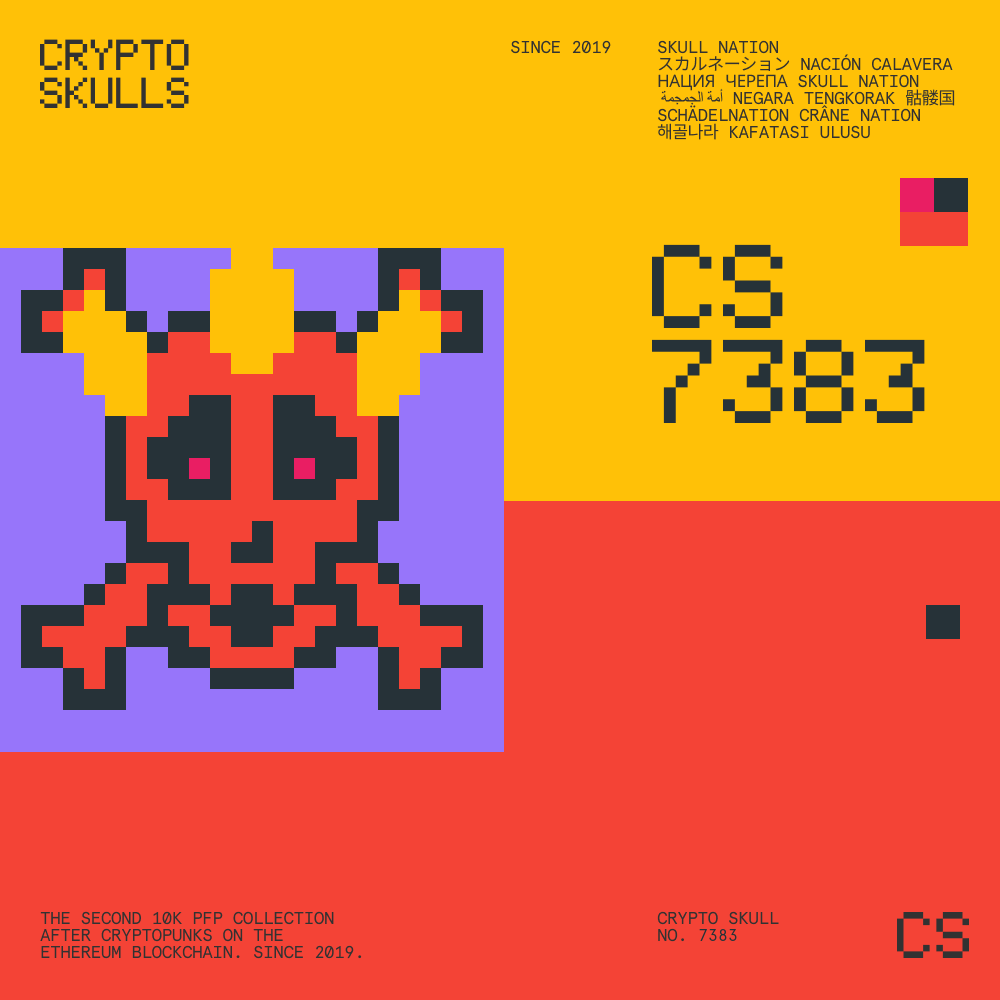 CRYPTO
SKULLS
SINCE 2019
SKULL NATION
スカルネーション NACIÓN CALAVERA
НАЦИЯ ЧЕРЕПА SKULL NATION
أمة الجمجمة NEGARA TENGKORAK 骷髅国
SCHÄDELNATION CRÂNE NATION
해골나라 KAFATASI ULUSU
CS
7383
THE SECOND 10K PFP COLLECTION
AFTER CRYPTOPUNKS ON THE
ETHEREUM BLOCKCHAIN. SINCE 2019.
CRYPTO SKULL
NO. 7383
CS